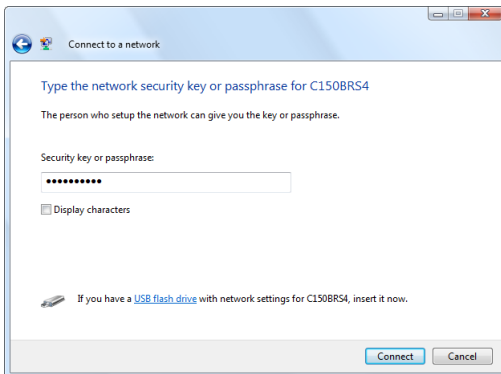 Connect to a network
Type the network security key or passphrase for C150BRS4
The person who setup the network can give you the key or passphrase.
Security key or passphrase:
••••••••••
Display characters
If you have a USB flash drive with network settings for C150BRS4, insert it now.
Connect Cancel